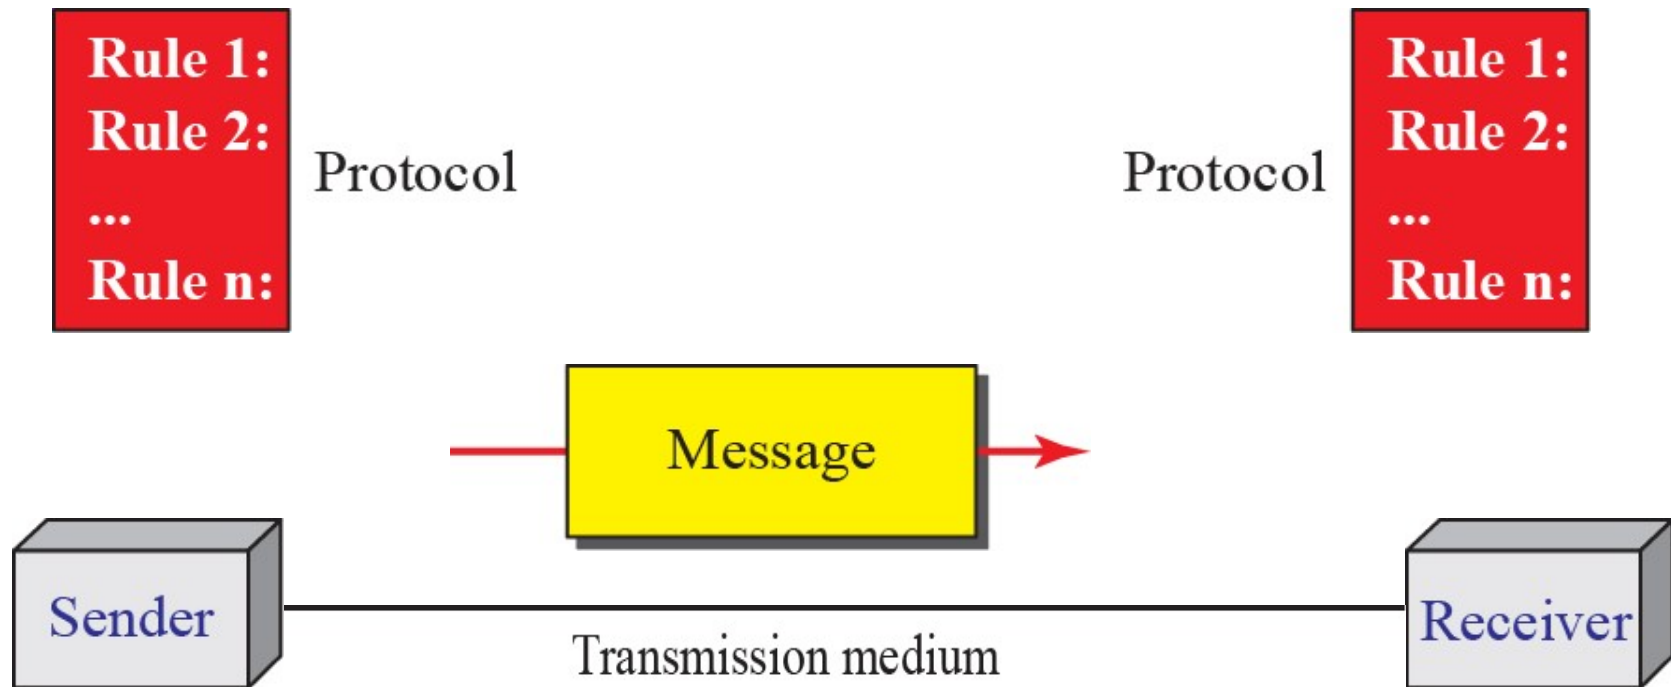 Rule 1:
Rule 2:
...
Rule n:
Protocol
Protocol
Rule 1:
Rule 2:
...
Rule n:
Message
Sender
Transmission medium
Receiver